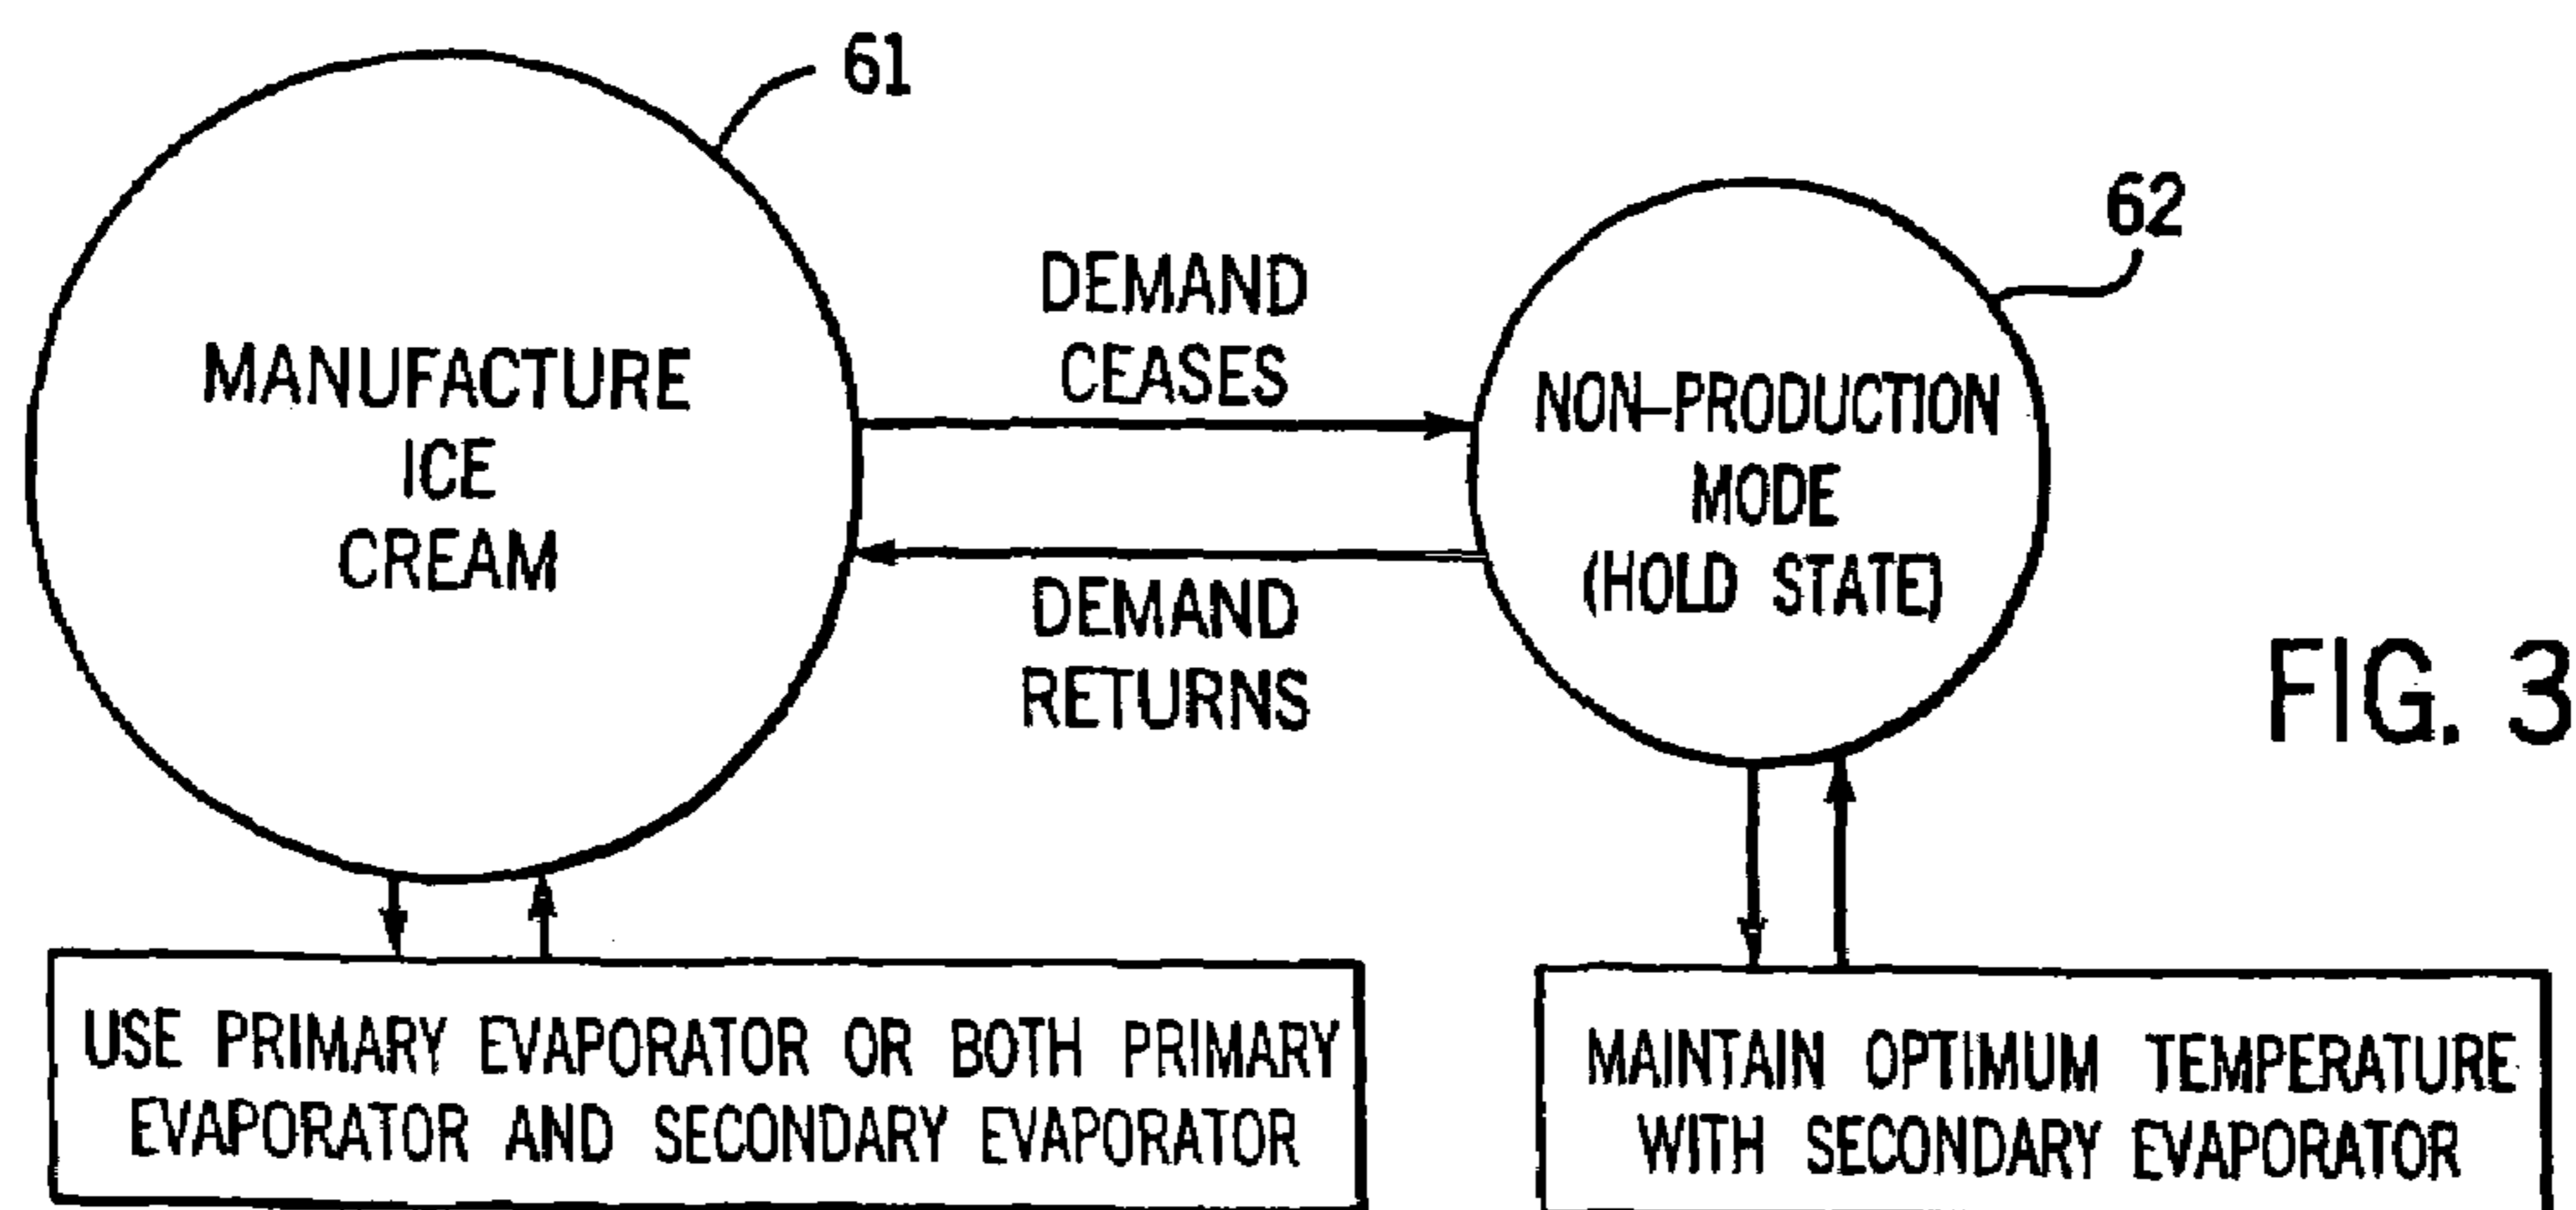 61
MANUFACTURE
ICE
CREAM
DEMAND
CEASES
DEMAND
RETURNS
62
NON-PRODUCTION
MODE
(HOLD STATE)
FIG. 3
USE PRIMARY EVAPORATOR OR BOTH PRIMARY
EVAPORATOR AND SECONDARY EVAPORATOR
MAINTAIN OPTIMUM TEMPERATURE
WITH SECONDARY EVAPORATOR